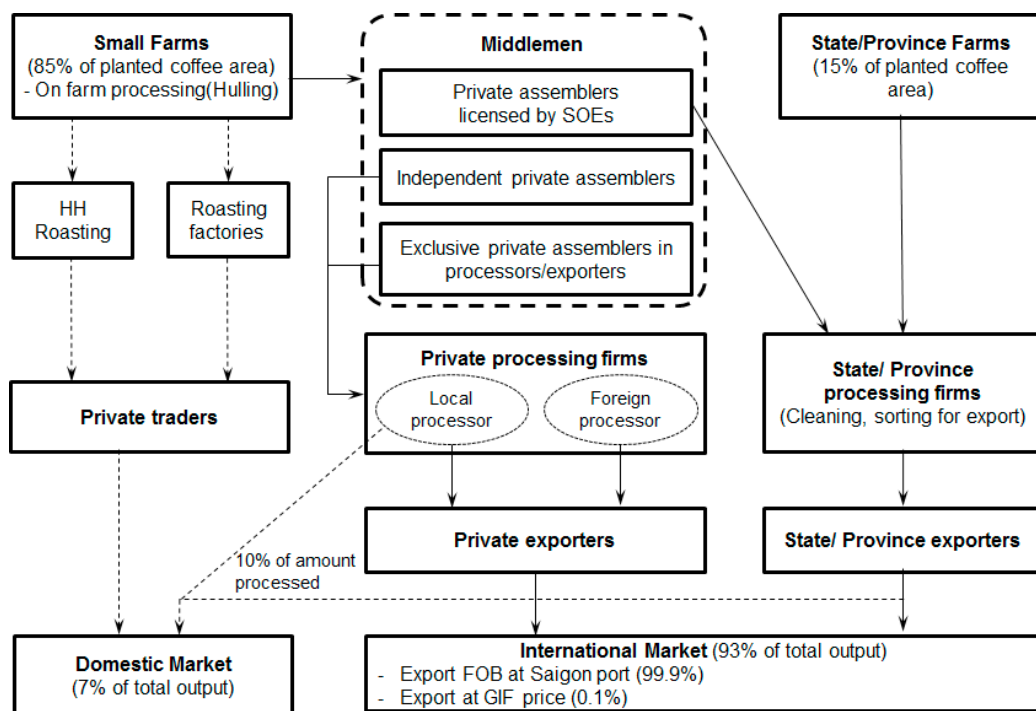 Small Farms
(85% of planted coffee area)
- On farm processing(Hulling)
Middlemen
Private assemblers
licensed by SOEs
Independent private assemblers
Exclusive private assemblers in
processors/exporters
State/Province Farms
(15% of planted coffee
area)
HH
Roasting
Roasting
factories
Private traders
Private processing firms
Local
processor
Foreign
processor
State/ Province
processing firms
(Cleaning, sorting for export)
Private exporters
State/ Province exporters
10% of amount
processed
Domestic Market
(7% of total output)
International Market (93% of total output)
- Export FOB at Saigon port (99.9%)
- Export at GIF price (0.1%)